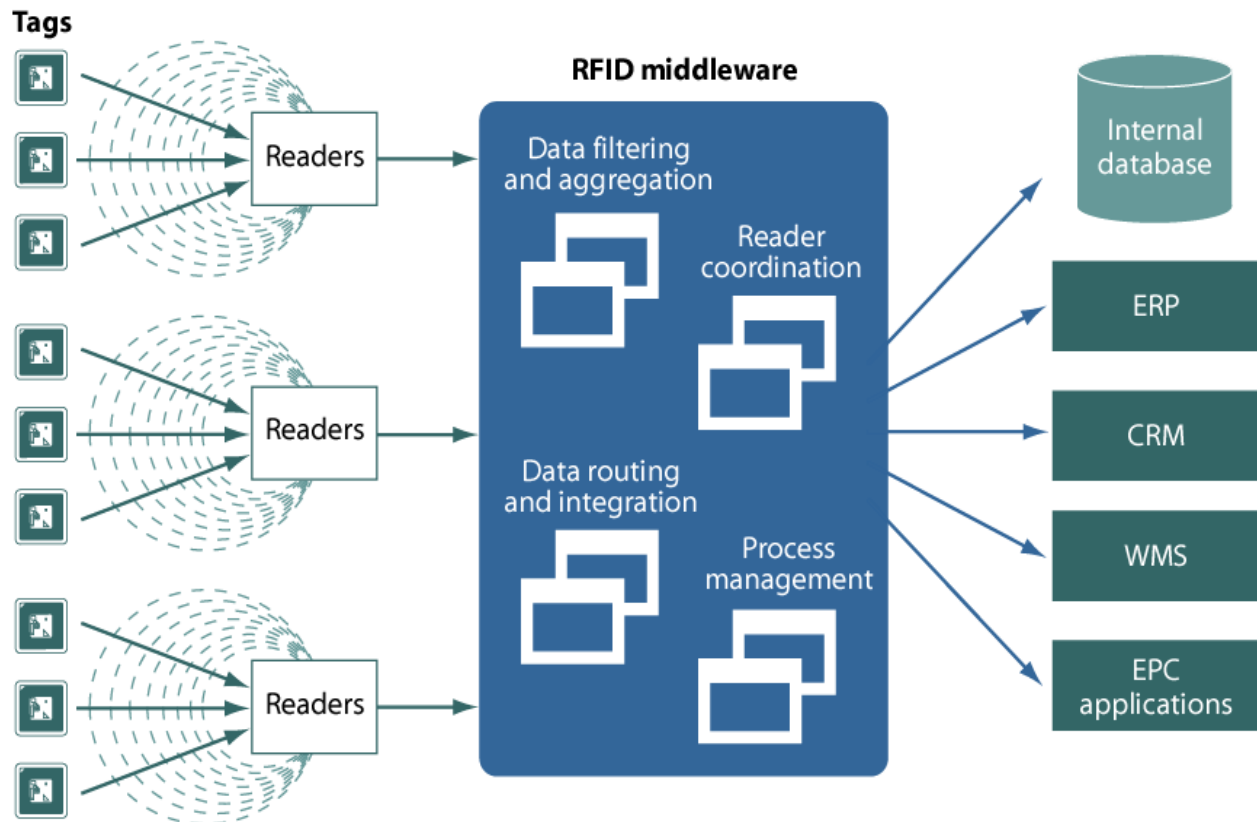 Tags
Readers
Readers
Readers
RFID middleware
Data filtering
and aggregation
Reader
coordination
Data routing
and integration
Process
management
Internal
database
ERP
CRM
WMS
EPC
applications